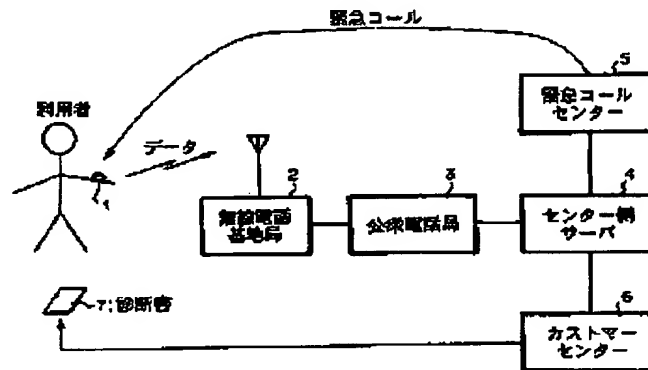 緊急コール
5
緊急コール
センター
利用者
データ
1
2
無線電話
基地局
3
公衆電話局
4
センター側
サーバ
7:診断書
6
カストマー
センター